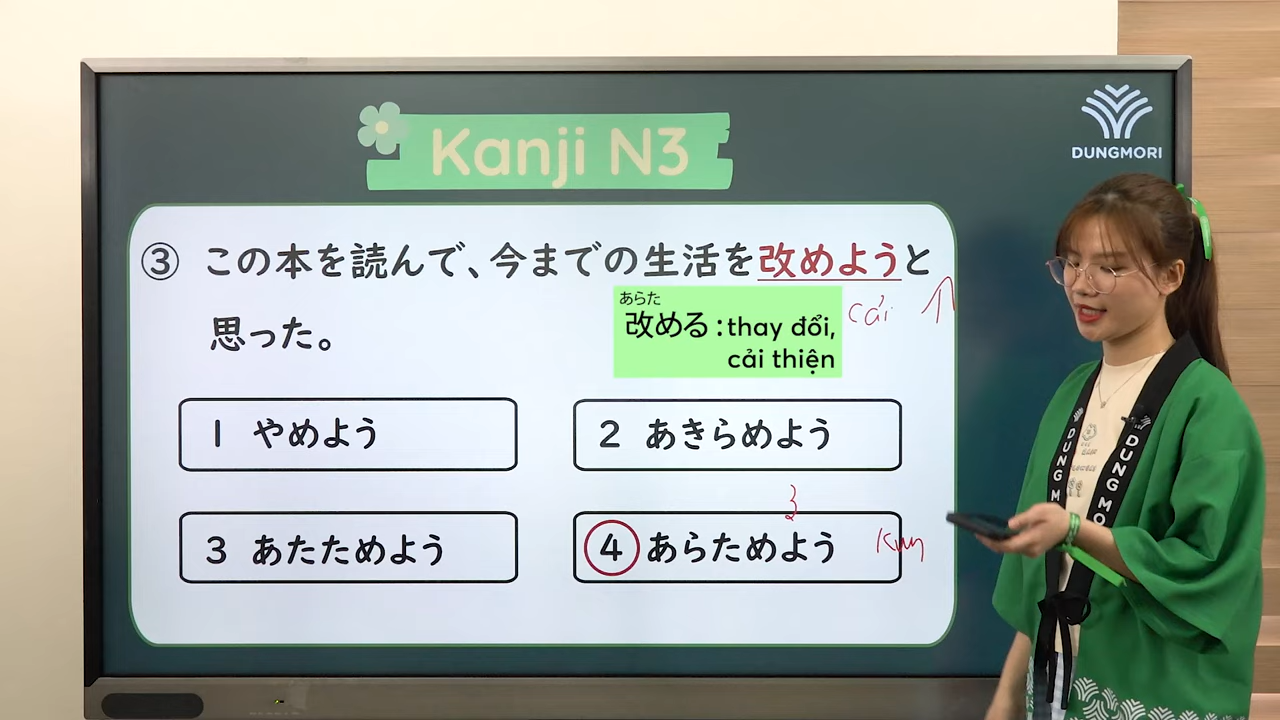 Kanji N3
DUNGMORI
③ この本を読んで、今までの生活を改めようと
思った。
あらた
改める:thay đổi,
cải thiện
cải
1 やめよう
2 あきらめよう
3 あたためよう
4 あらためよう
Kun
DUNG M
DUNG MO